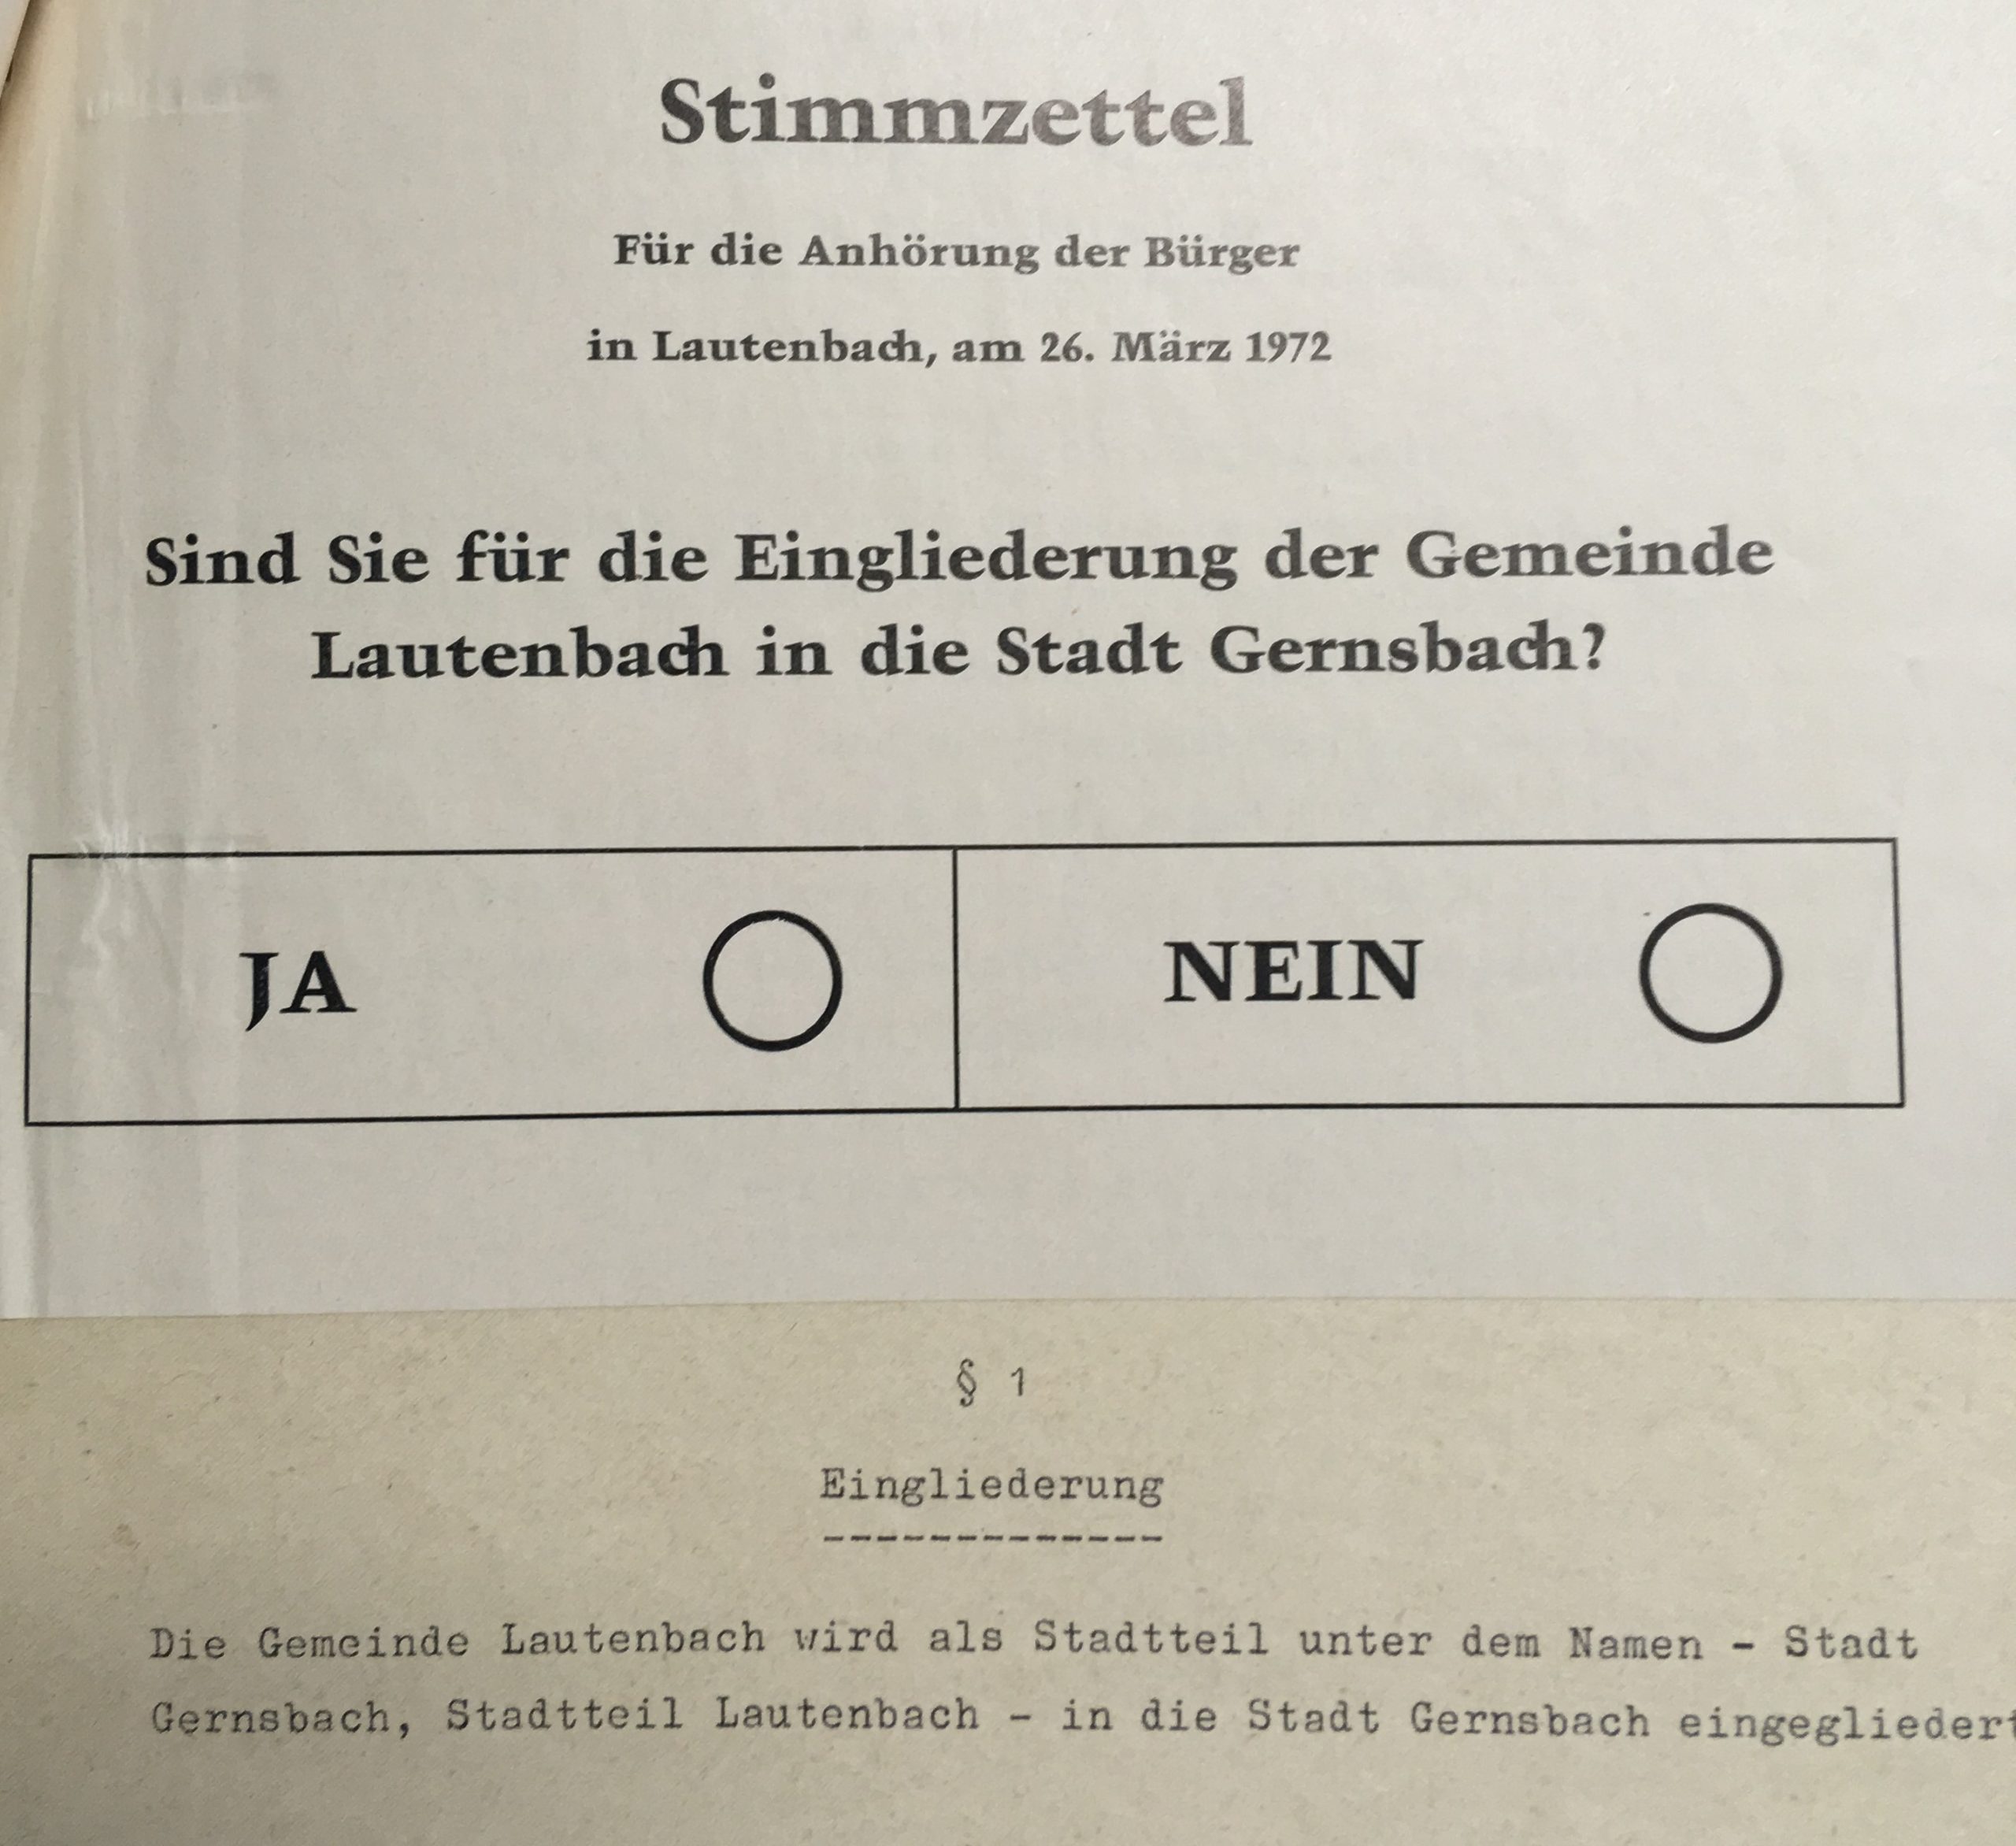 Stimmzettel
Für die Anhörung der Bürger
in Lautenbach, am 26. März 1972
Sind Sie für die Eingliederung der Gemeinde
Lautenbach in die Stadt Gernsbach?
JA NEIN
§ 1
Eingliederung
-------------
Die Gemeinde Lautenbach wird als Stadtteil unter dem Namen - Stadt
Gernsbach, Stadtteil Lautenbach - in die Stadt Gernsbach eingegliedert